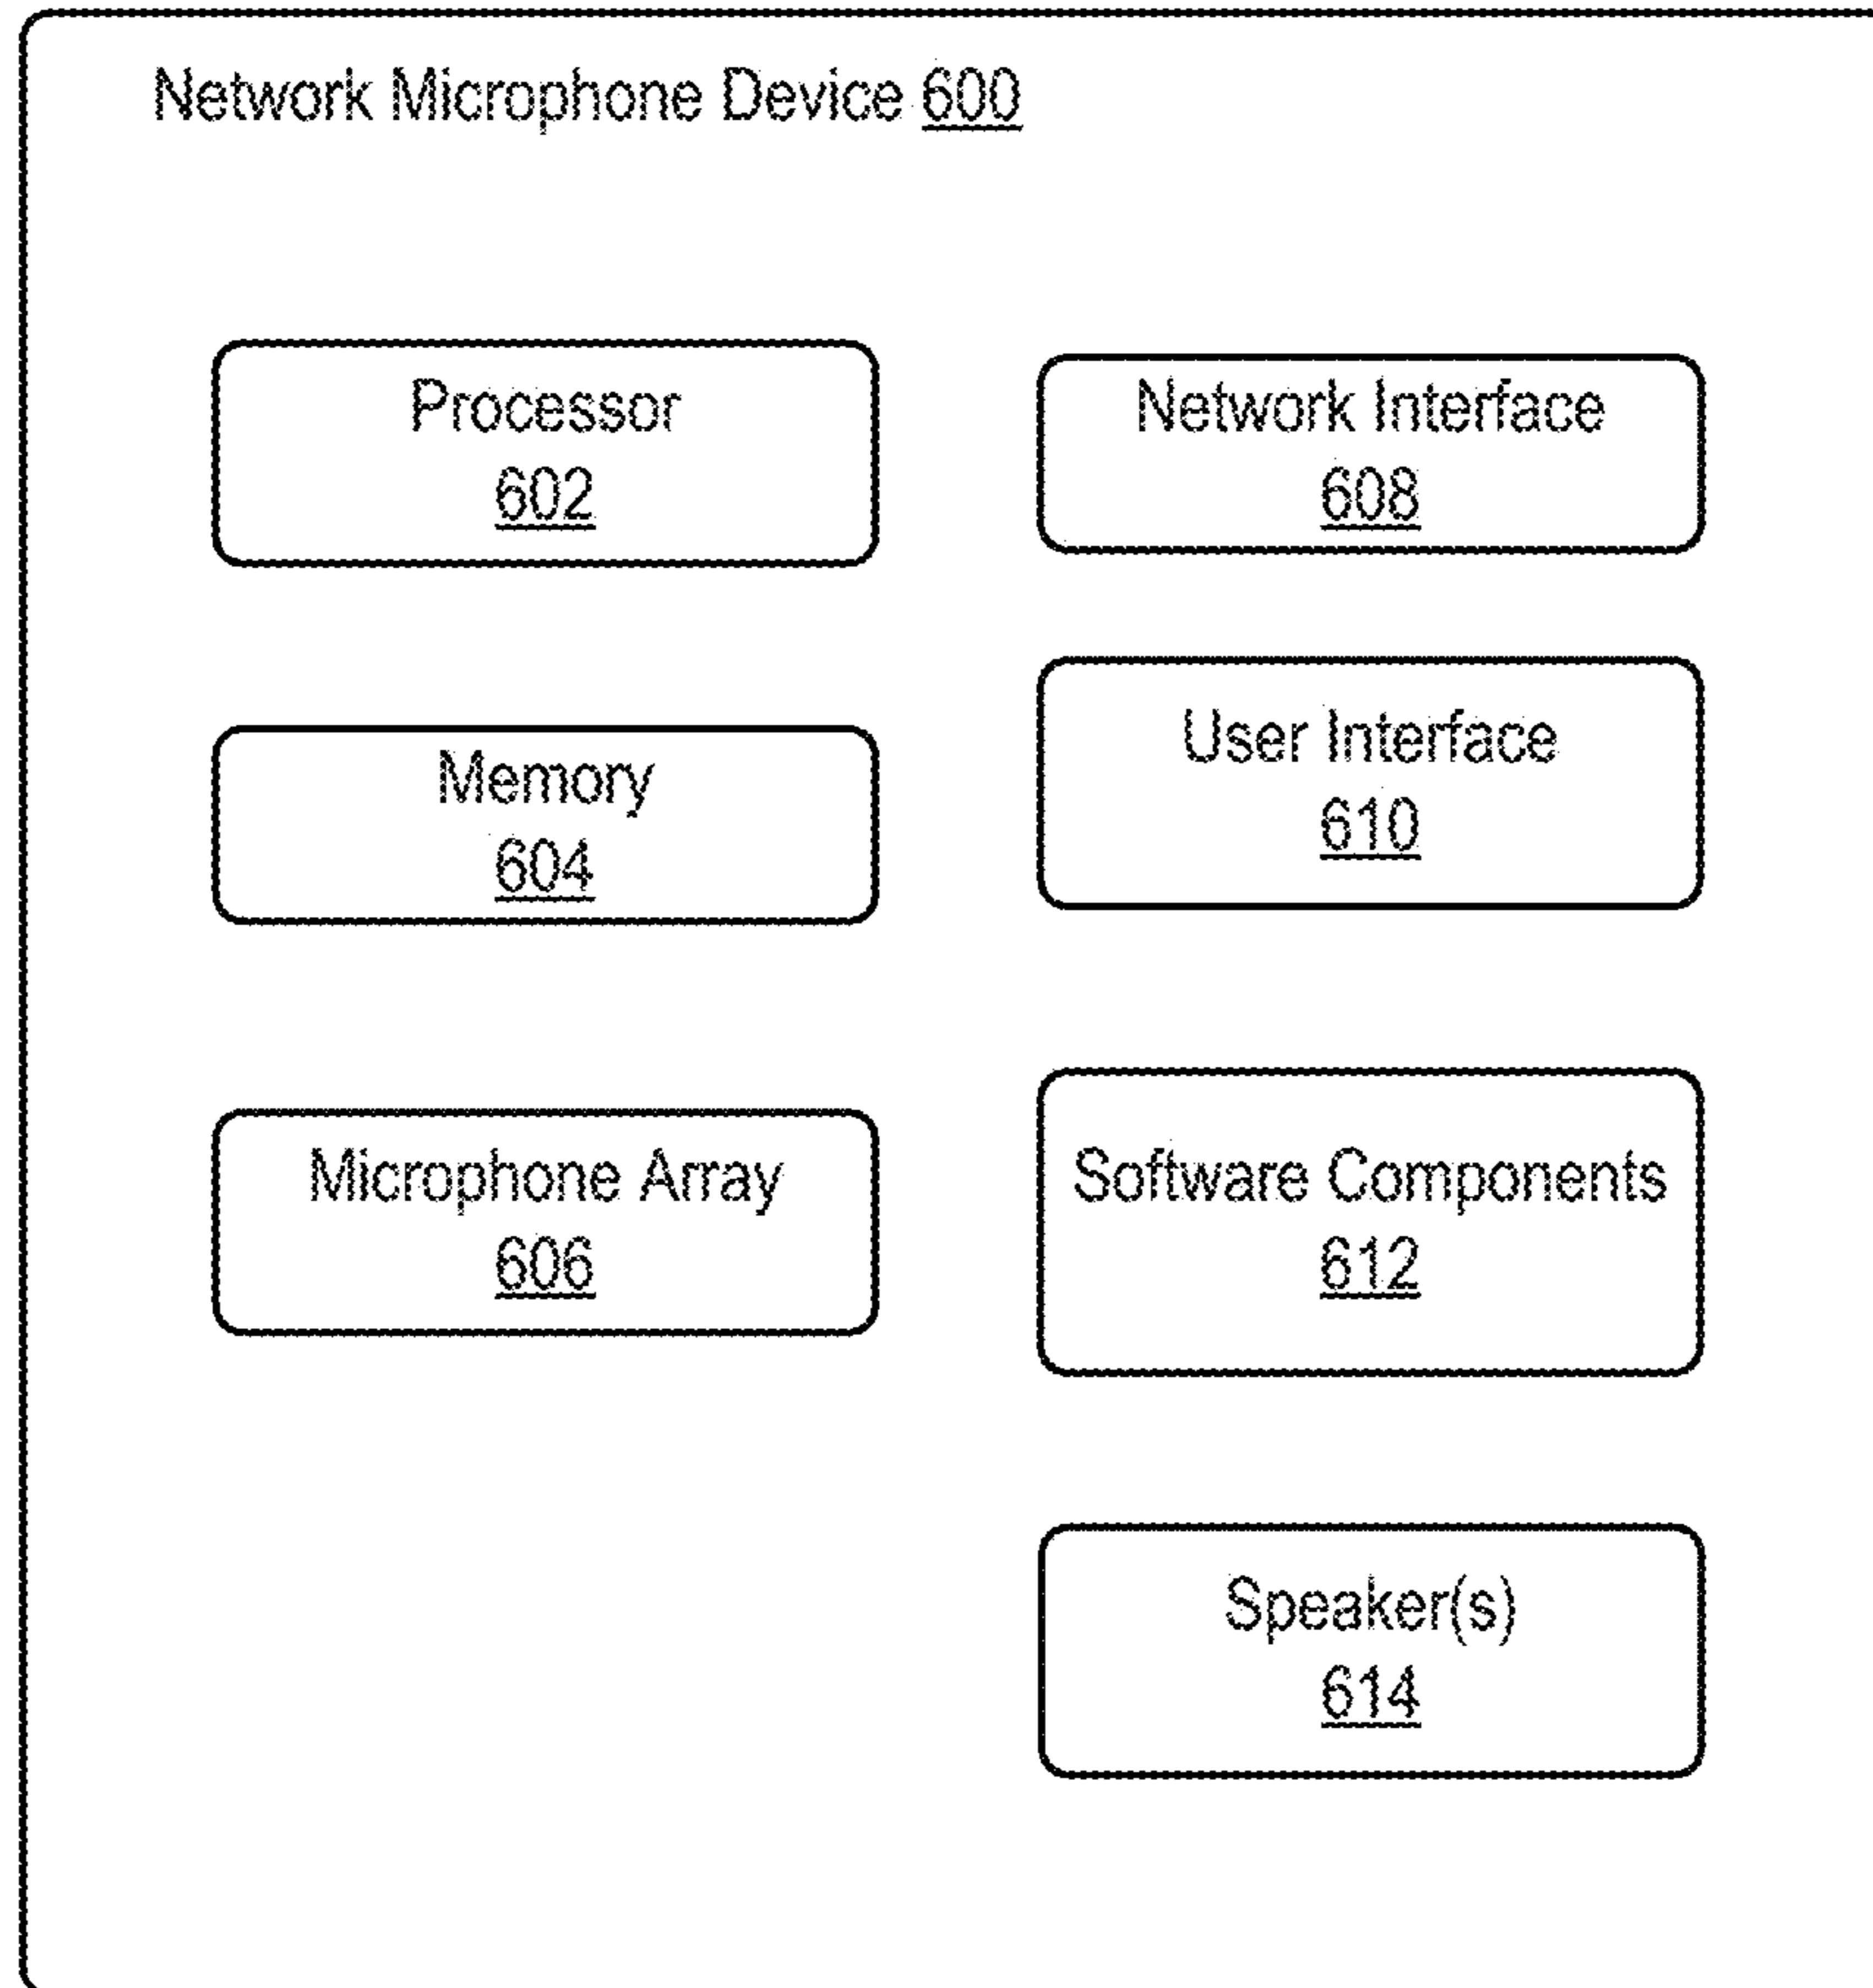 Network Microphone Device 600
Processor
602
Network Interface
608
Memory
604
User Interface
610
Microphone Array
606
Software Components
612
Speaker(s)
614